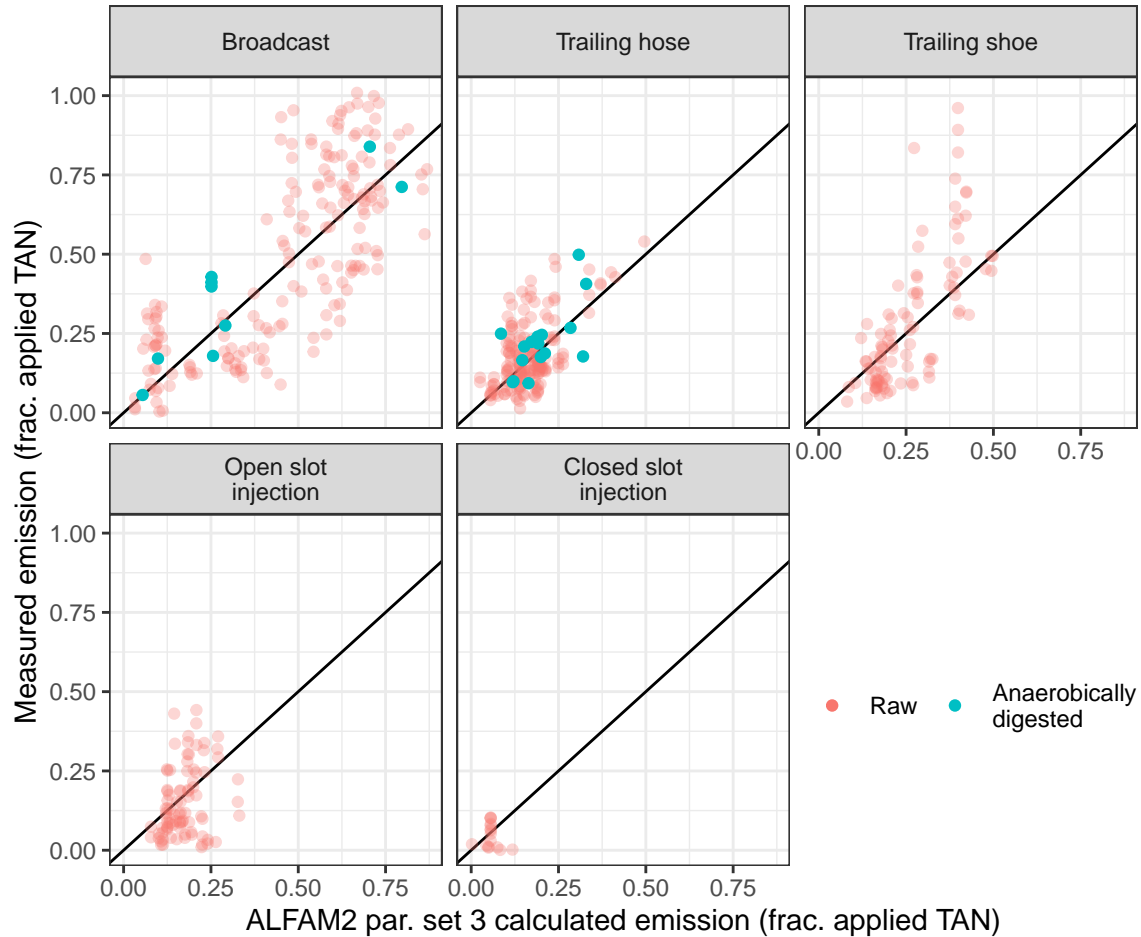 Broadcast
Trailing hose
Trailing shoe
1.00
0.75
0.50
0.25
0.00
0.00 0.25 0.50 0.75
Open slot
injection
Closed slot
injection
1.00
0.75
0.50
0.25
0.00
0.00 0.25 0.50 0.75
0.00 0.25 0.50 0.75
Measured emission (frac. applied TAN)
ALFAM2 par. set 3 calculated emission (frac. applied TAN)
Raw
Anaerobically
digested